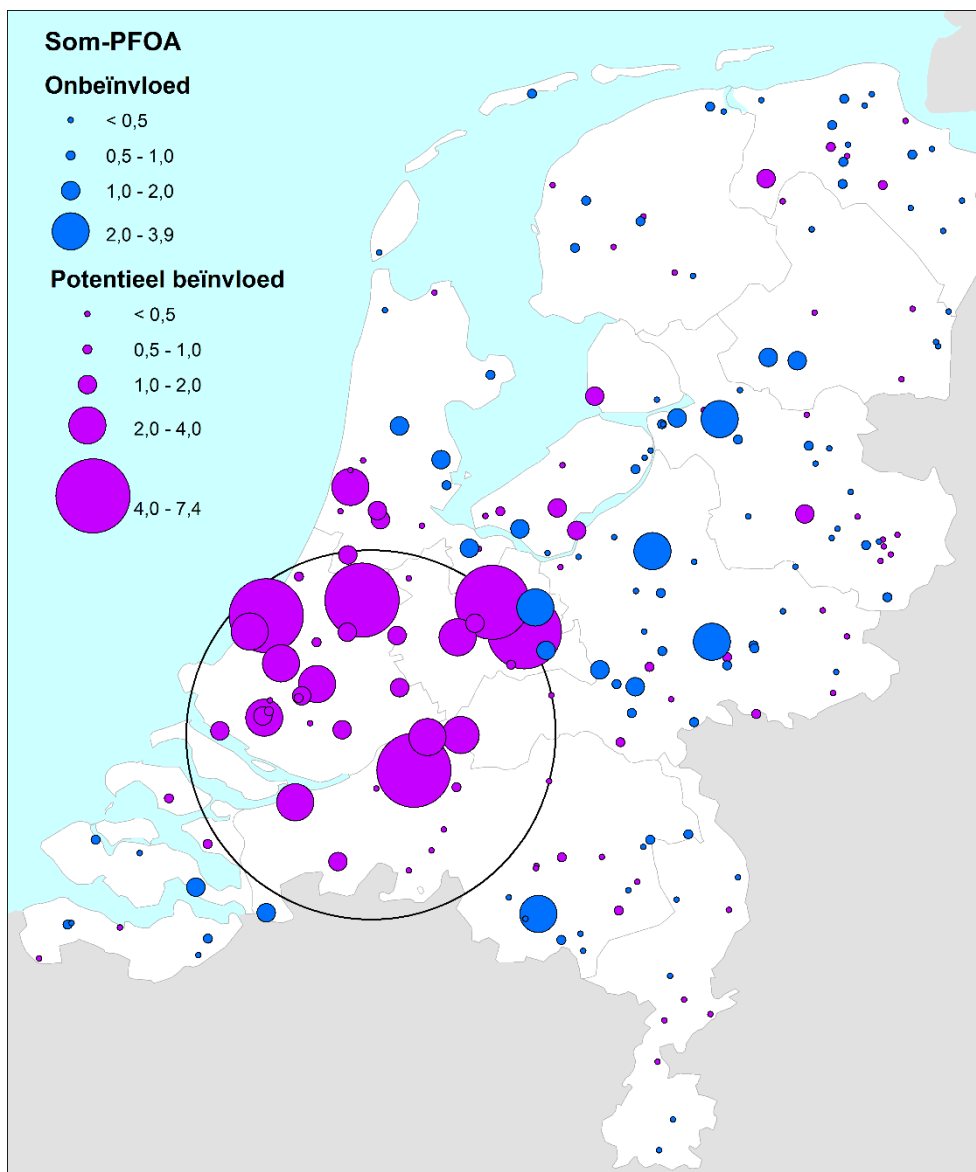 Som-PFOA
Onbeïnvloed
< 0,5
0,5 - 1,0
1,0 - 2,0
2,0 - 3,9
Potentieel beïnvloed
< 0,5
0,5 - 1,0
1,0 - 2,0
2,0 - 4,0
4,0 - 7,4